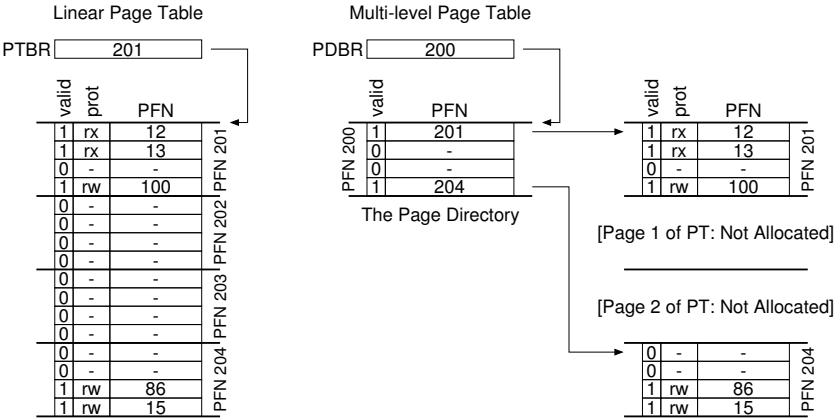 Linear Page Table
PTBR 201
valid prot PFN
1 rx 12
1 rx 13
0 - -
1 rw 100
PFN 201
0 - -
0 - -
0 - -
0 - -
PFN 202
0 - -
0 - -
0 - -
0 - -
PFN 203
0 - -
0 - -
1 rw 86
1 rw 15
PFN 204
Multi-level Page Table
PDBR 200
valid PFN
PFN 200
1 201
0 -
0 -
1 204
The Page Directory
valid prot PFN
1 rx 12
1 rx 13
0 - -
1 rw 100
PFN 201
[Page 1 of PT: Not Allocated]
[Page 2 of PT: Not Allocated]
0 - -
0 - -
1 rw 86
1 rw 15
PFN 204